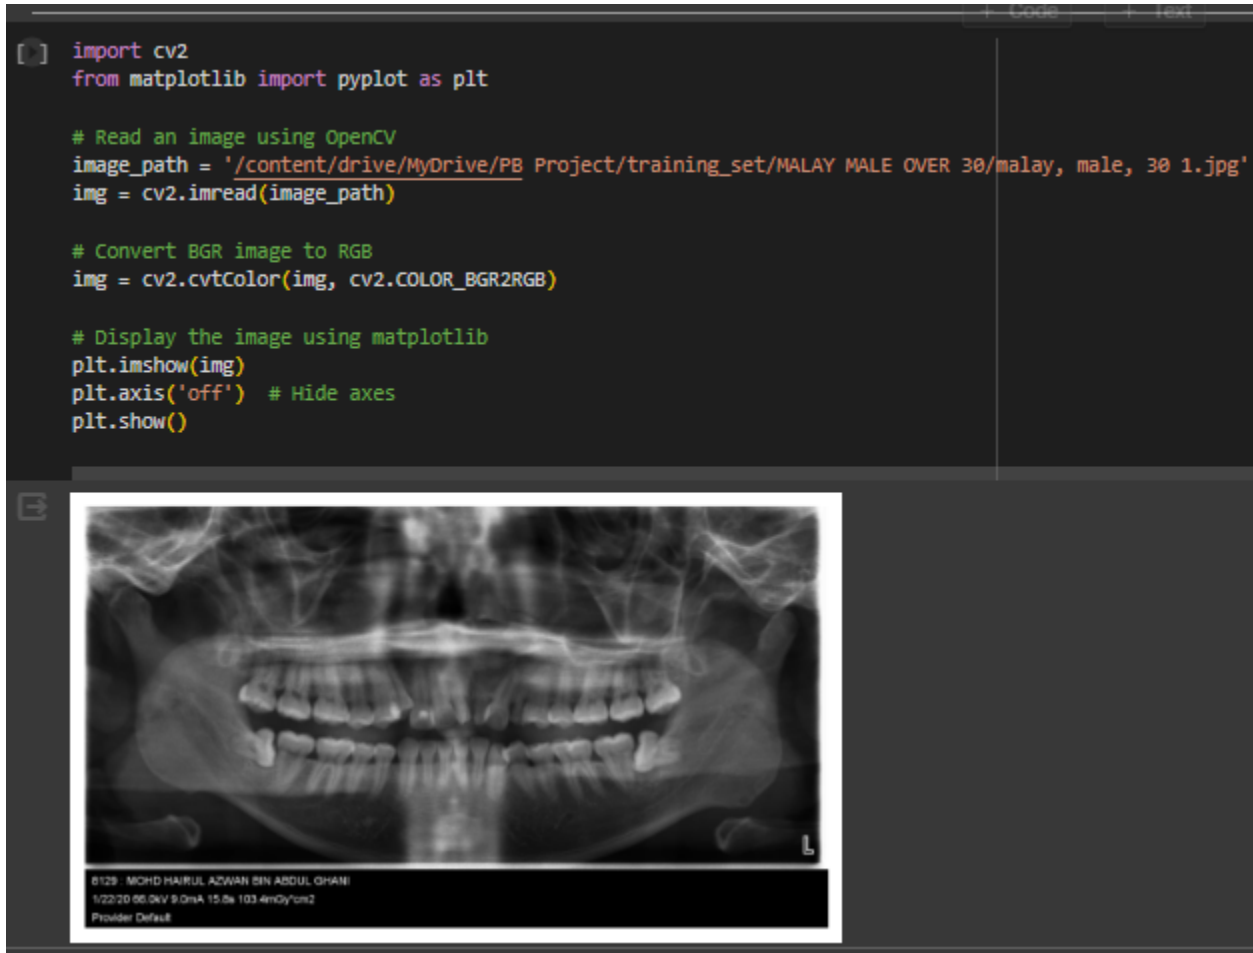 + Code + Text
[ ] import cv2
from matplotlib import pyplot as plt
# Read an image using OpenCV
image_path = '/content/drive/MyDrive/PB Project/training_set/MALAY MALE OVER 30/malay, male, 30 1.jpg'
img = cv2.imread(image_path)
# Convert BGR image to RGB
img = cv2.cvtColor(img, cv2.COLOR_BGR2RGB)
# Display the image using matplotlib
plt.imshow(img)
plt.axis('off')  # Hide axes
plt.show()
L
6129 : MOHD HAIRUL AZWAN BIN ABDUL GHANI
1/22/20 66.0kV 9.0mA 15.8s 103.4mGy*cm2
Provider Default